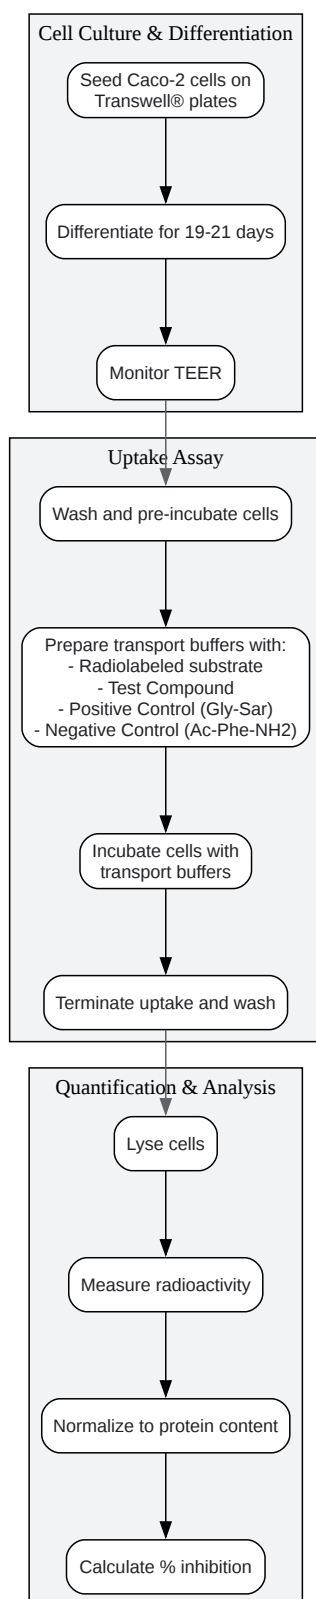 Cell Culture & Differentiation
Seed Caco-2 cells on
Transwell® plates
Differentiate for 19-21 days
Monitor TEER
Uptake Assay
Wash and pre-incubate cells
Prepare transport buffers with:
- Radiolabeled substrate
- Test Compound
- Positive Control (Gly-Sar)
- Negative Control (Ac-Phe-NH2)
Incubate cells with
transport buffers
Terminate uptake and wash
Quantification & Analysis
Lyse cells
Measure radioactivity
Normalize to protein content
Calculate % inhibition